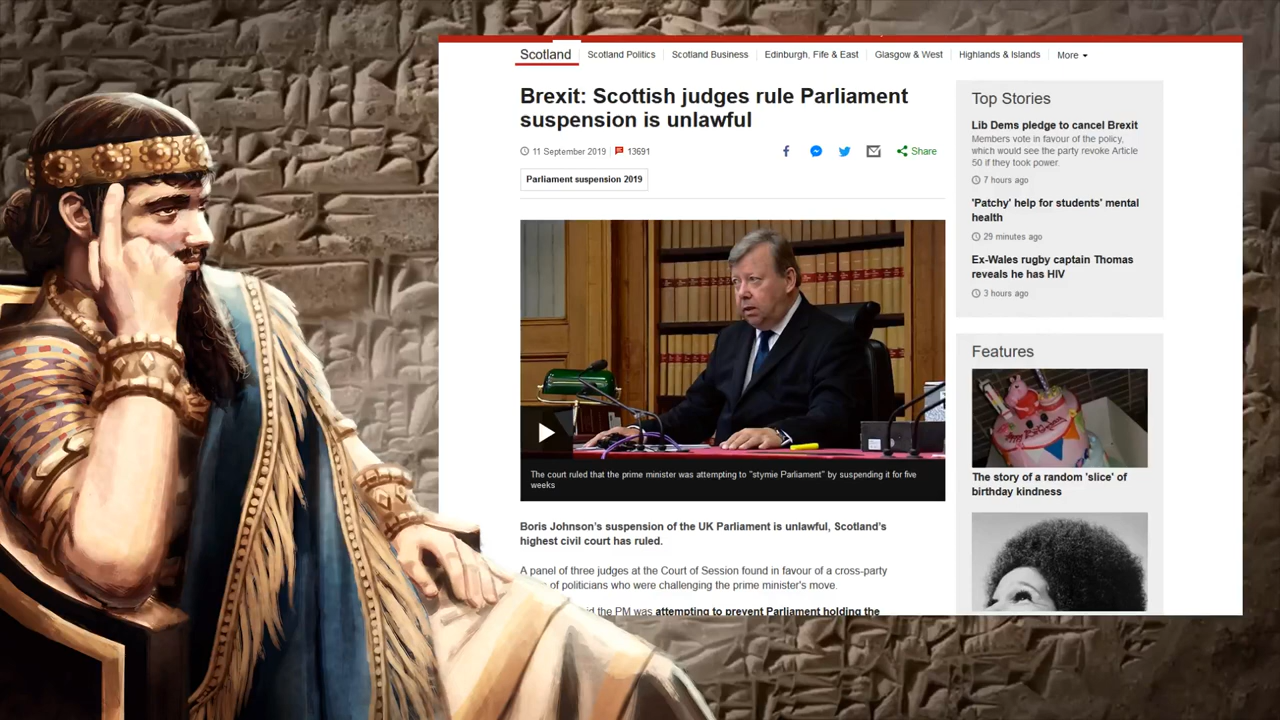 Scotland Scotland Politics Scotland Business Edinburgh, Fife & East Glasgow & West Highlands & Islands More
Brexit: Scottish judges rule Parliament
suspension is unlawful
11 September 2019 13691 Share
Parliament suspension 2019
The court ruled that the prime minister was attempting to "stymie Parliament" by suspending it for five
weeks
Boris Johnson's suspension of the UK Parliament is unlawful, Scotland's
highest civil court has ruled.
A panel of three judges at the Court of Session found in favour of a cross-party
of politicians who were challenging the prime minister's move.
the PM was attempting to prevent Parliament holding the
Top Stories
Lib Dems pledge to cancel Brexit
Members vote in favour of the policy,
which would see the party revoke Article
50 if they took power.
7 hours ago
'Patchy' help for students' mental
health
29 minutes ago
Ex-Wales rugby captain Thomas
reveals he has HIV
3 hours ago
Features
The story of a random 'slice' of
birthday kindness